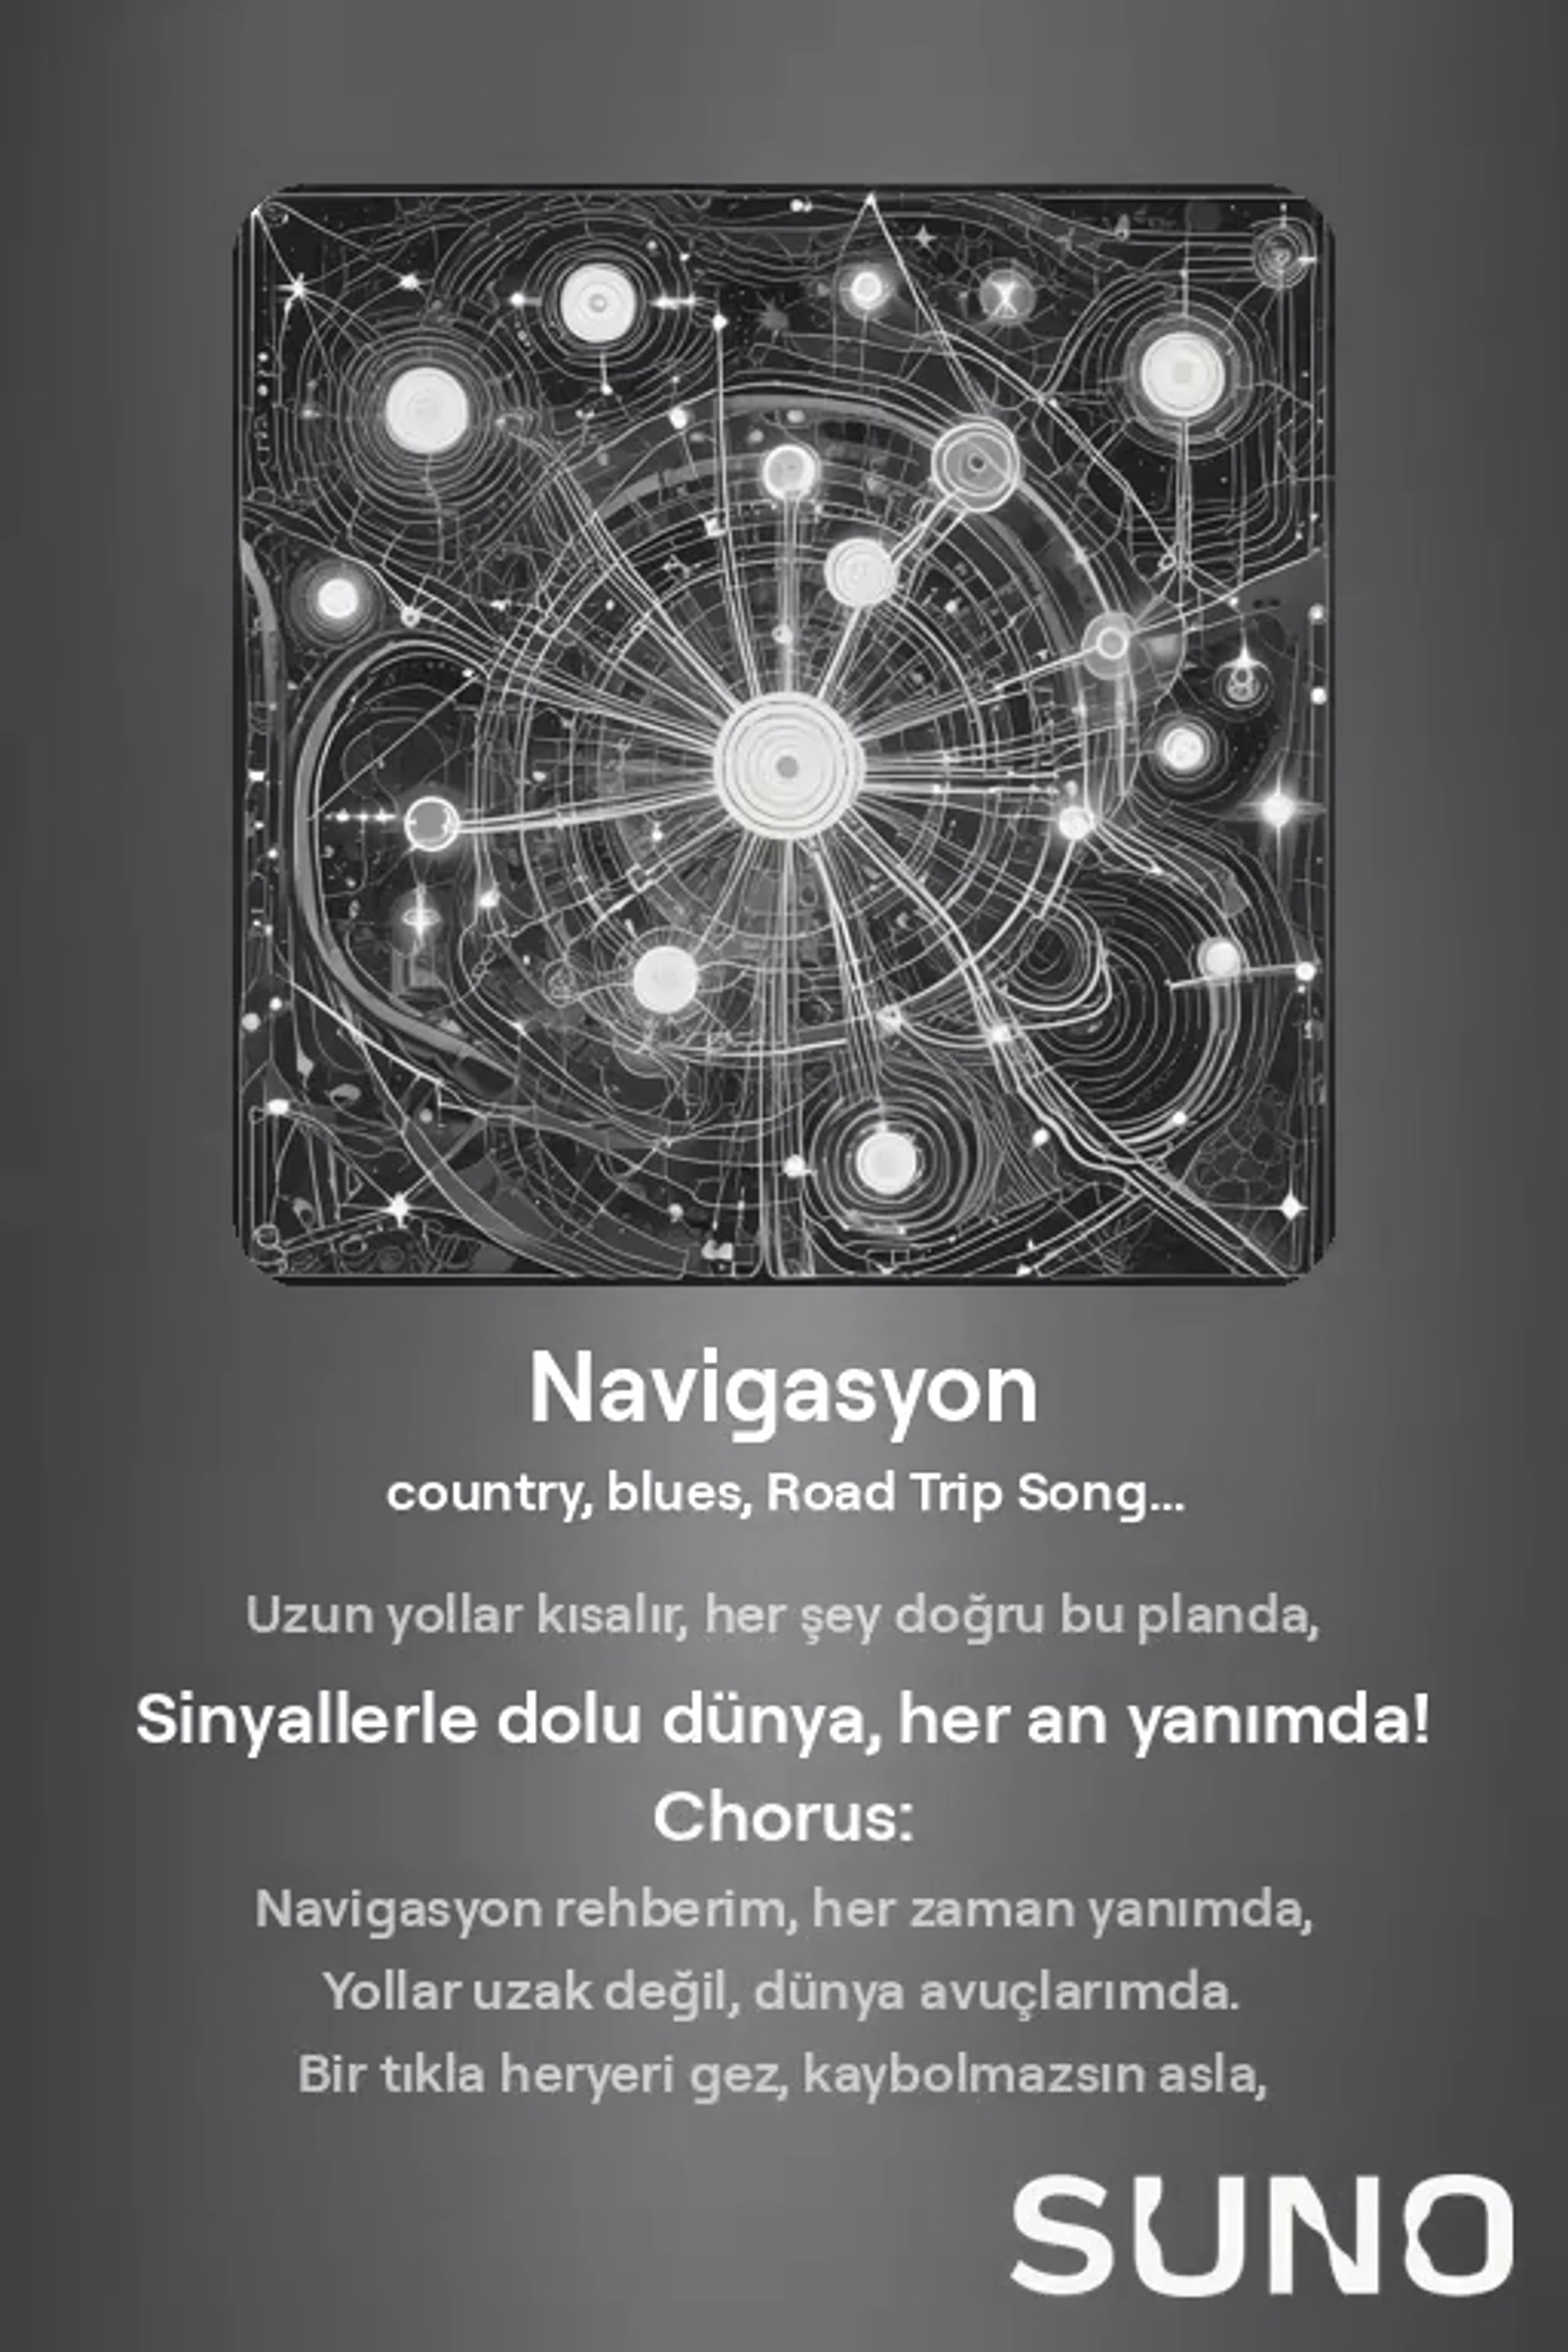 Navigasyon
country, blues, Road Trip Song...
Uzun yollar kısalır, her şey doğru bu planda,
Sinyallerle dolu dünya, her an yanımda!
Chorus:
Navigasyon rehberim, her zaman yanımda,
Yollar uzak değil, dünya avuçlarımda.
Bir tıkla heryeri gez, kaybolmazsın asla,
SUNO